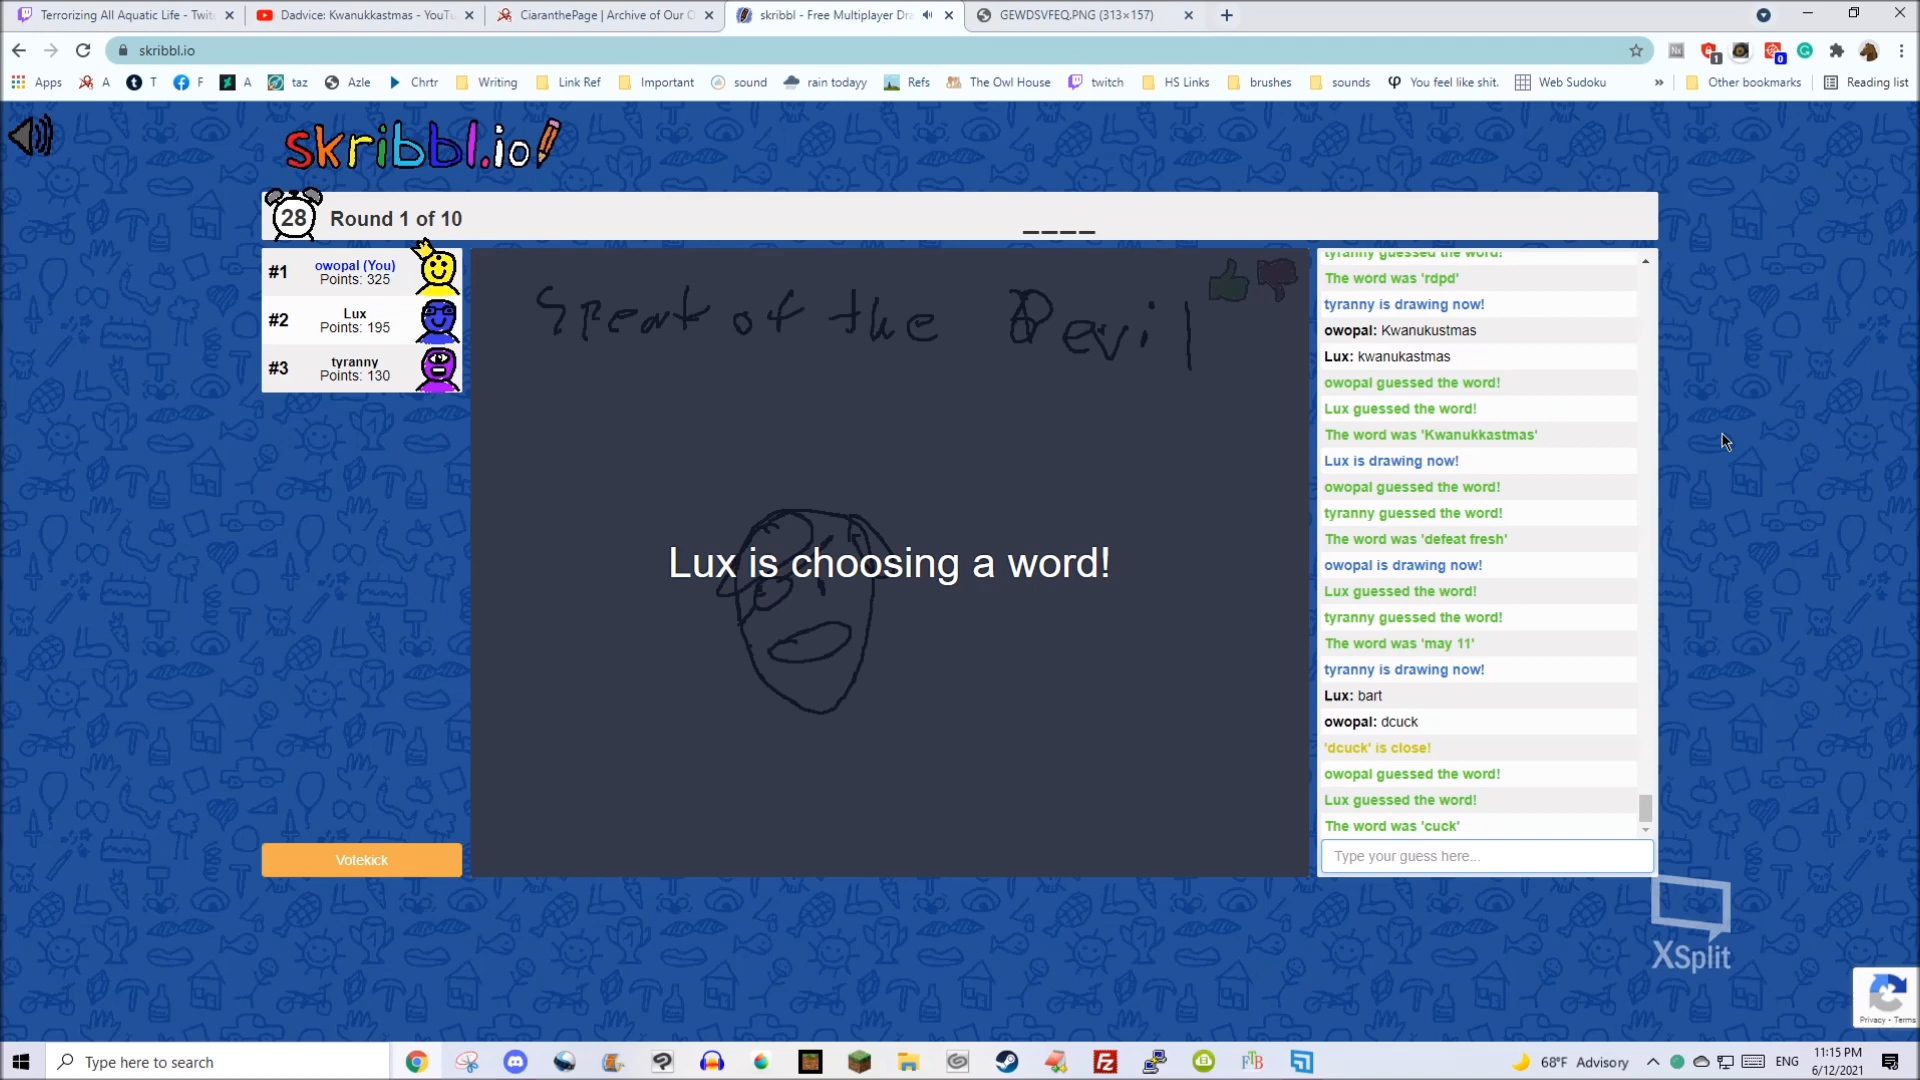 Terrorizing All Aquatic Life - Twit
Dadvice: Kwanukkastmas - YouTu
CiaranthePage | Archive of Our O
skribbl - Free Multiplayer Dra
GEWDSVFEQ.PNG (313×157)
skribbl.io
Apps A T F A taz Azle Chrtr Writing Link Ref Important sound rain todayy Refs The Owl House twitch HS Links brushes sounds You feel like shit. Web Sudoku » Other bookmarks Reading list
skribbl.io
28 Round 1 of 10 ____
#1 owopal (You)
Points: 325
#2 Lux
Points: 195
#3 tyranny
Points: 130
Votekick
Speak of the Devil
Lux is choosing a word!
tyranny guessed the word!
The word was 'rdpd'
tyranny is drawing now!
owopal: Kwanukustmas
Lux: kwanukastmas
owopal guessed the word!
Lux guessed the word!
The word was 'Kwanukkastmas'
Lux is drawing now!
owopal guessed the word!
tyranny guessed the word!
The word was 'defeat fresh'
owopal is drawing now!
Lux guessed the word!
tyranny guessed the word!
The word was 'may 11'
tyranny is drawing now!
Lux: bart
owopal: dcuck
'dcuck' is close!
owopal guessed the word!
Lux guessed the word!
The word was 'cuck'
Type your guess here...
XSplit
Privacy - Terms
Type here to search
68°F Advisory
ENG
11:15 PM
6/12/2021